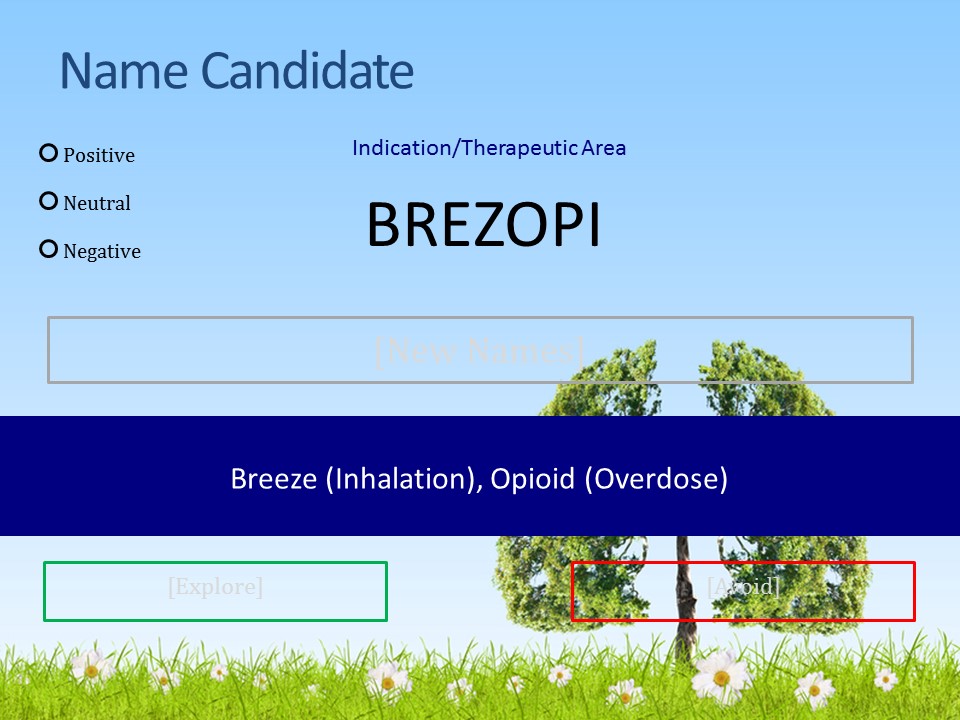 Name Candidate
Positive
Indication/Therapeutic Area
Neutral
BREZOPI
Negative
[New Names]
Breeze (Inhalation), Opioid (Overdose)
[Explore]
[Avoid]